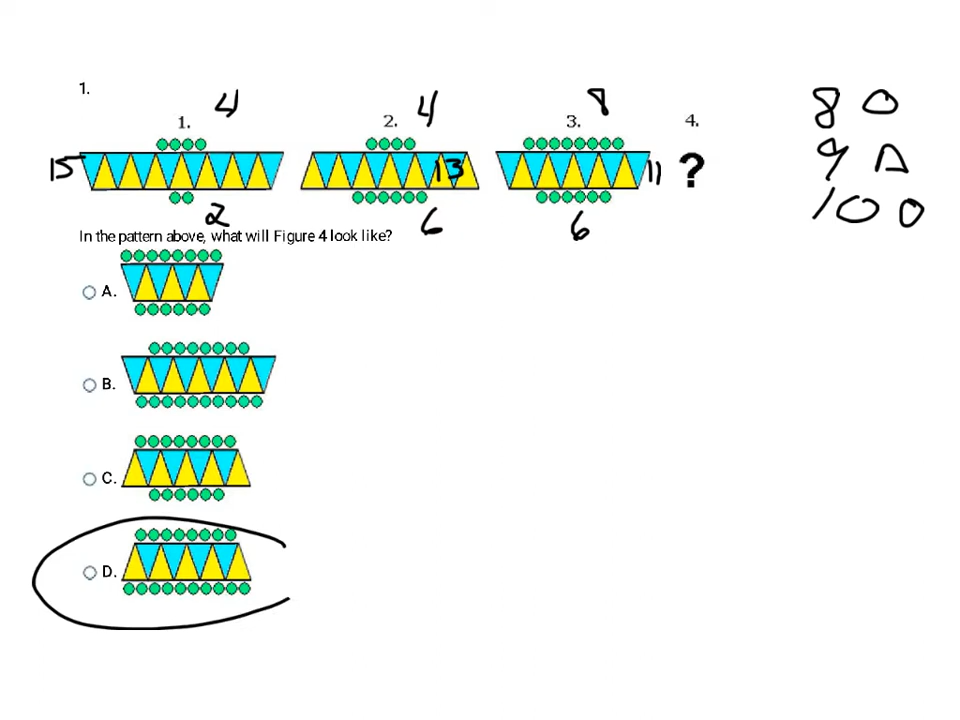 1.
4 4 8
1. 2. 3. 4.
15 13 11 ?
2 6 6
In the pattern above, what will Figure 4 look like?
A.
B.
C.
D.
8 O
9 Δ
10 O